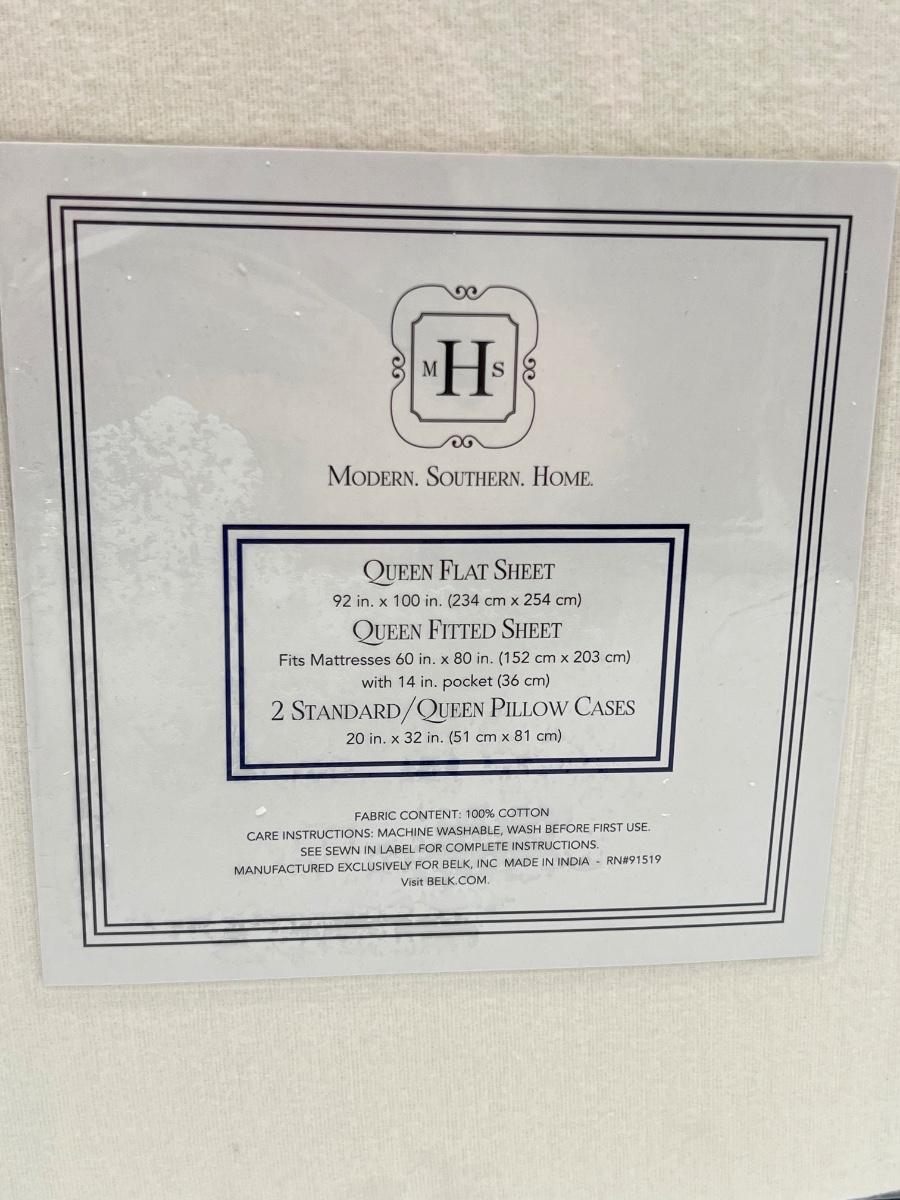 M H S
MODERN. SOUTHERN. HOME.
QUEEN FLAT SHEET
92 in. x 100 in. (234 cm x 254 cm)
QUEEN FITTED SHEET
Fits Mattresses 60 in. x 80 in. (152 cm x 203 cm)
with 14 in. pocket (36 cm)
2 STANDARD/QUEEN PILLOW CASES
20 in. x 32 in. (51 cm x 81 cm)
FABRIC CONTENT: 100% COTTON
CARE INSTRUCTIONS: MACHINE WASHABLE, WASH BEFORE FIRST USE.
SEE SEWN IN LABEL FOR COMPLETE INSTRUCTIONS.
MANUFACTURED EXCLUSIVELY FOR BELK, INC MADE IN INDIA - RN#91519
Visit BELK.COM.